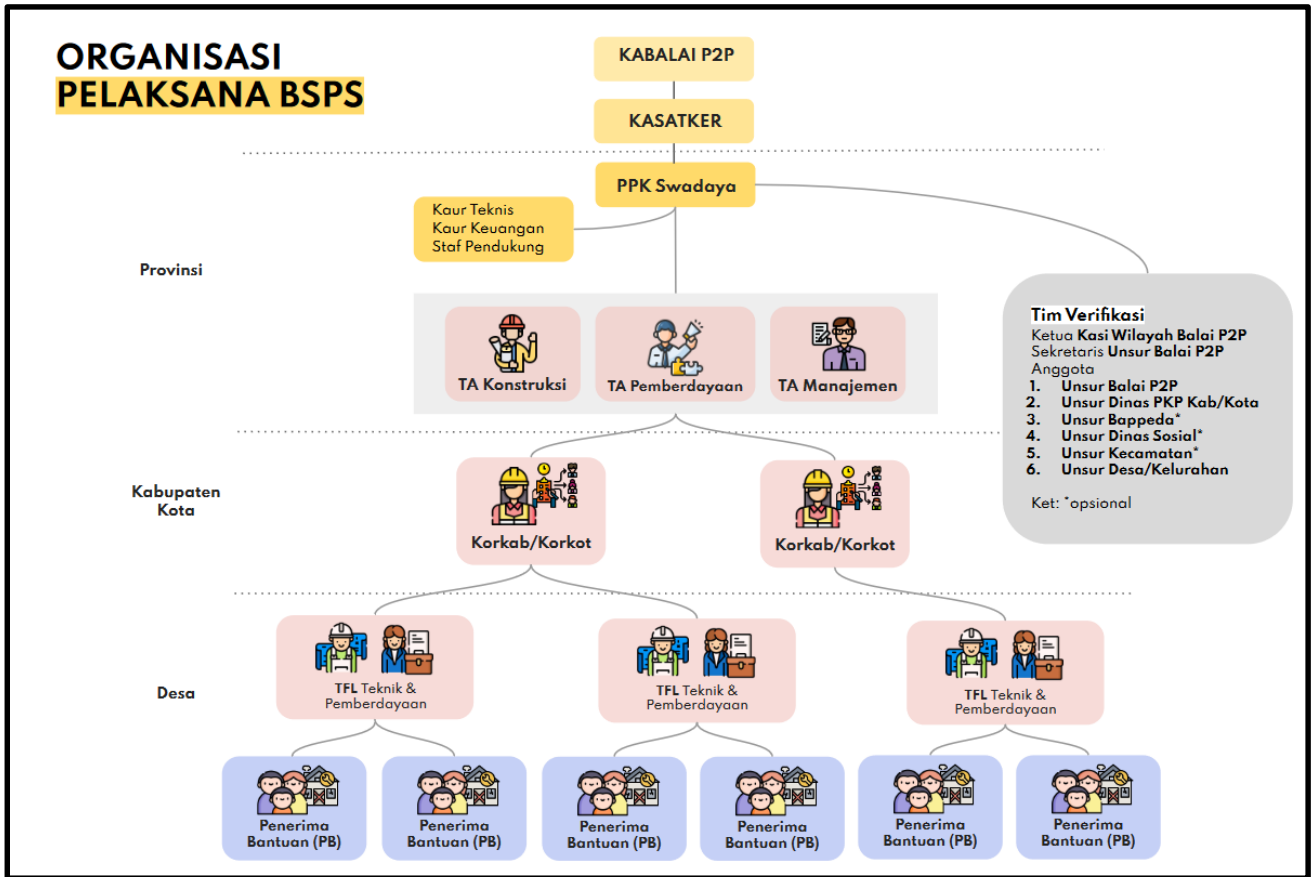 ORGANISASI
PELAKSANA BSPS
KABALAI P2P
KASATKER
PPK Swadaya
Kaur Teknis
Kaur Keuangan
Staf Pendukung
Provinsi
TA Konstruksi
TA Pemberdayaan
TA Manajemen
Tim Verifikasi
Ketua Kasi Wilayah Balai P2P
Sekretaris Unsur Balai P2P
Anggota
1. Unsur Balai P2P
2. Unsur Dinas PKP Kab/Kota
3. Unsur Bappeda*
4. Unsur Dinas Sosial*
5. Unsur Kecamatan*
6. Unsur Desa/Kelurahan
Ket: *opsional
Kabupaten
Kota
Korkab/Korkot
Korkab/Korkot
Desa
TFL Teknik &
Pemberdayaan
TFL Teknik &
Pemberdayaan
TFL Teknik &
Pemberdayaan
Penerima
Bantuan (PB)
Penerima
Bantuan (PB)
Penerima
Bantuan (PB)
Penerima
Bantuan (PB)
Penerima
Bantuan (PB)
Penerima
Bantuan (PB)